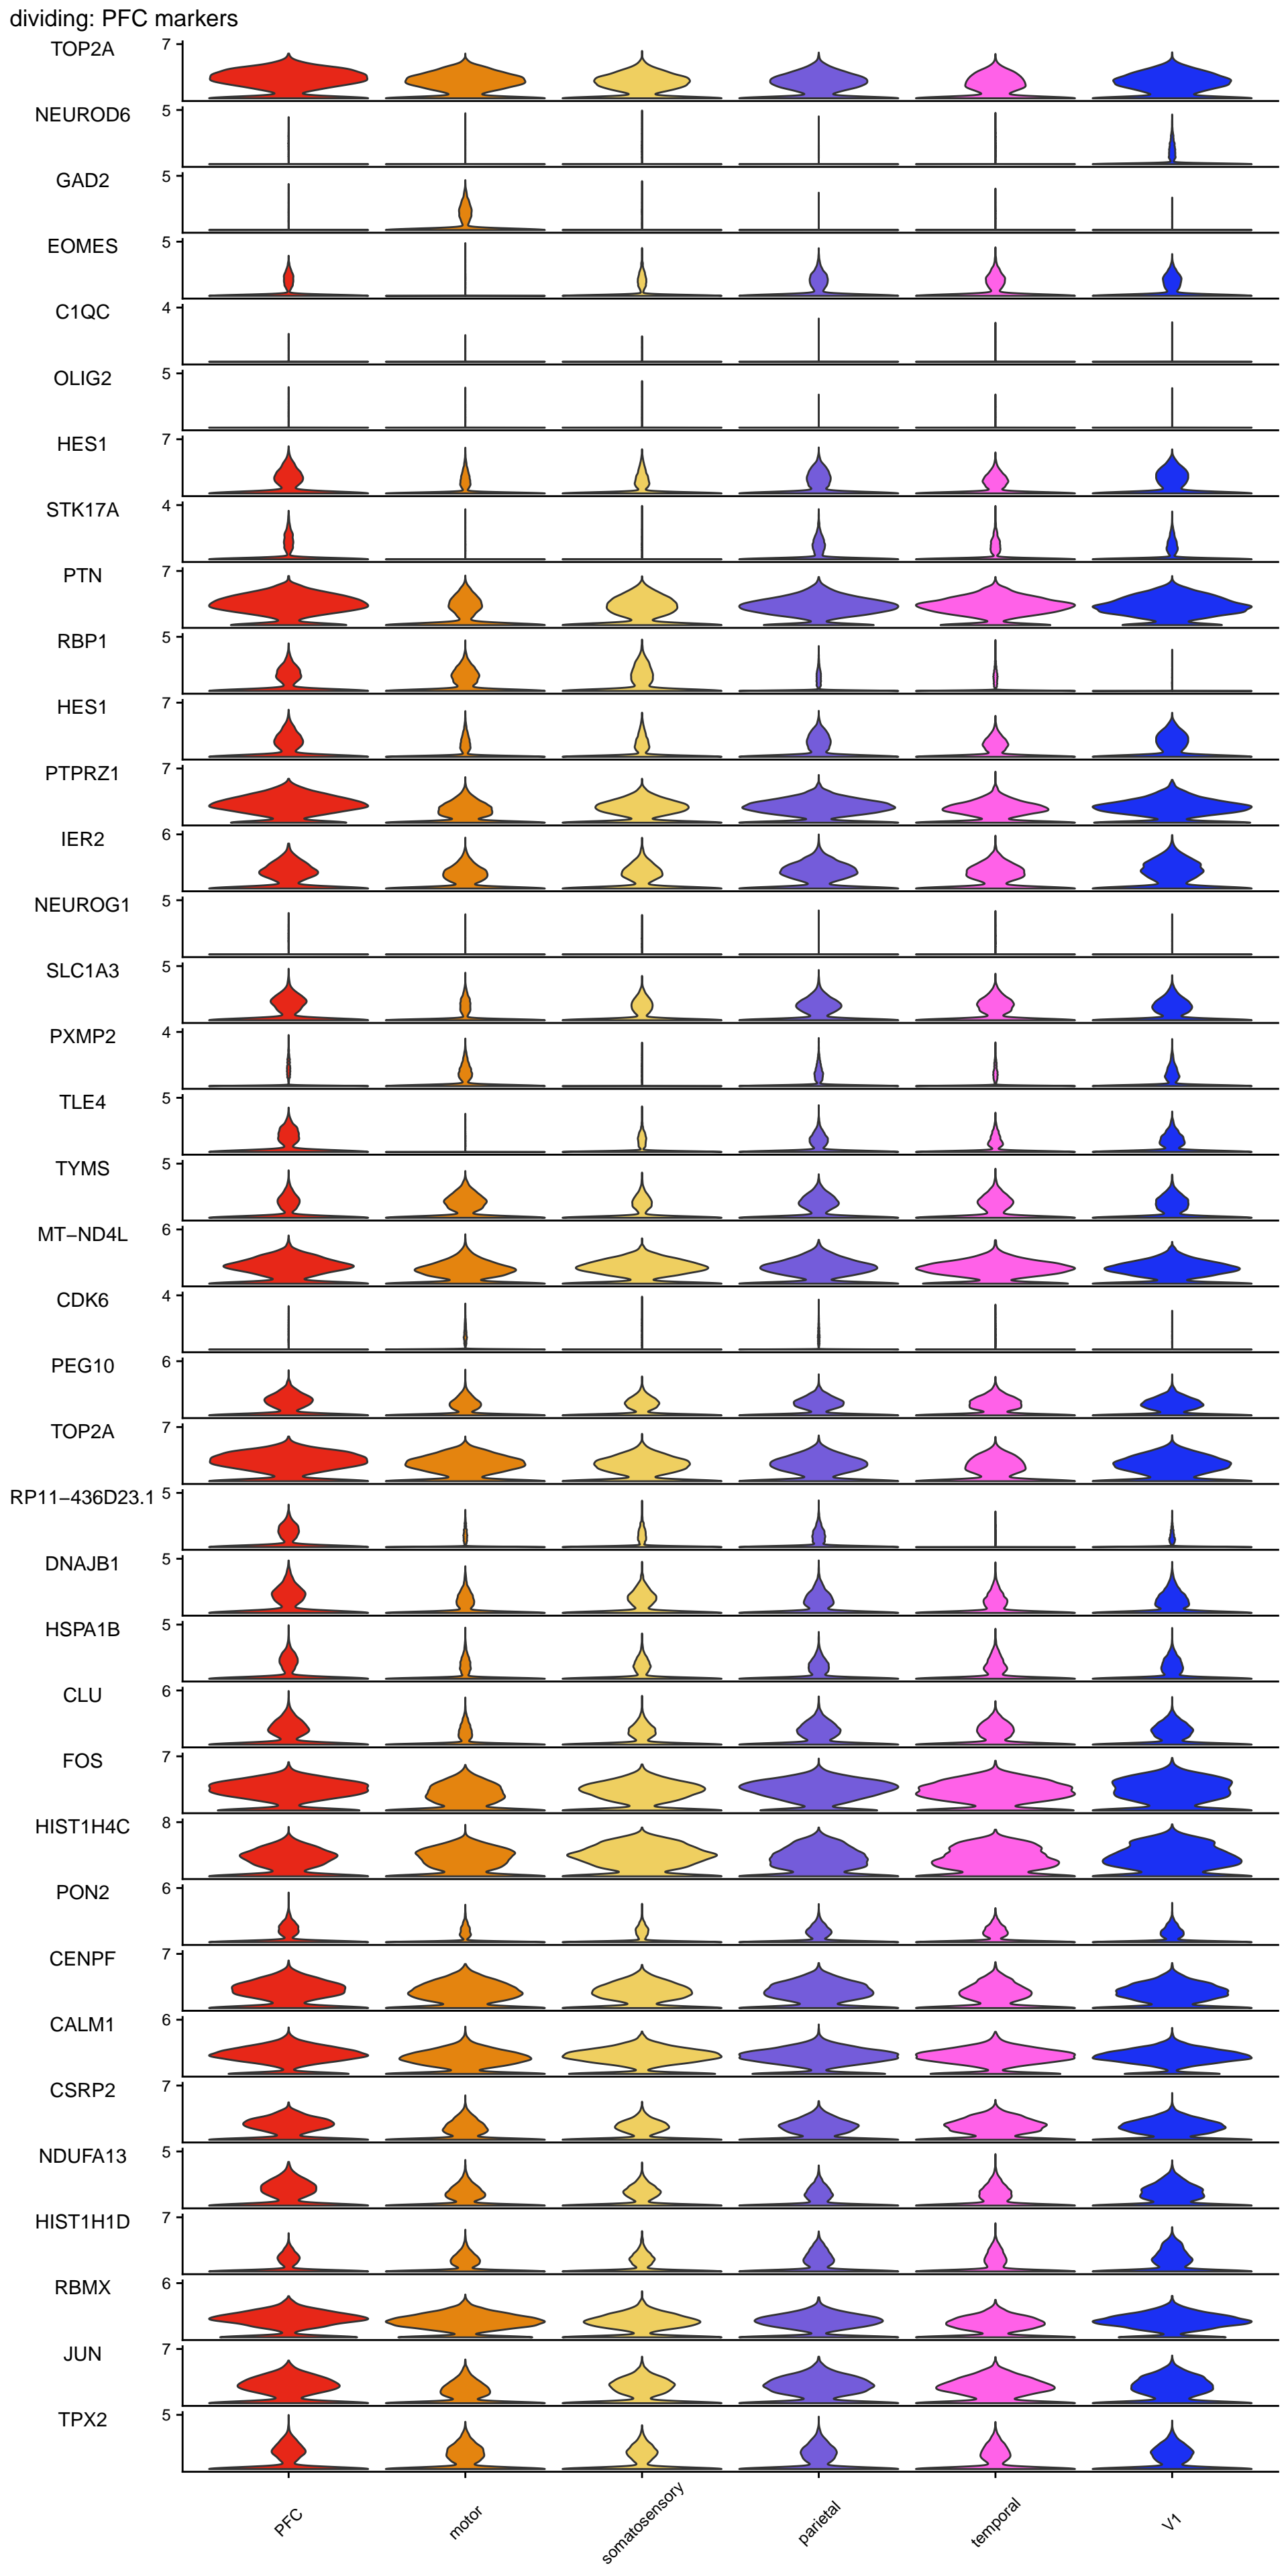 dividing: PFC markers
TOP2A 7
NEUROD6 5
GAD2 5
EOMES 5
C1QC 4
OLIG2 5
HES1 7
STK17A 4
PTN 7
RBP1 5
HES1 7
PTPRZ1 7
IER2 6
NEUROG1 5
SLC1A3 5
PXMP2 4
TLE4 5
TYMS 5
MT−ND4L 6
CDK6 4
PEG10 6
TOP2A 7
RP11−436D23.1 5
DNAJB1 5
HSPA1B 5
CLU 6
FOS 7
HIST1H4C 8
PON2 6
CENPF 7
CALM1 6
CSRP2 7
NDUFA13 5
HIST1H1D 7
RBMX 6
JUN 7
TPX2 5
PFC motor somatosensory parietal temporal V1